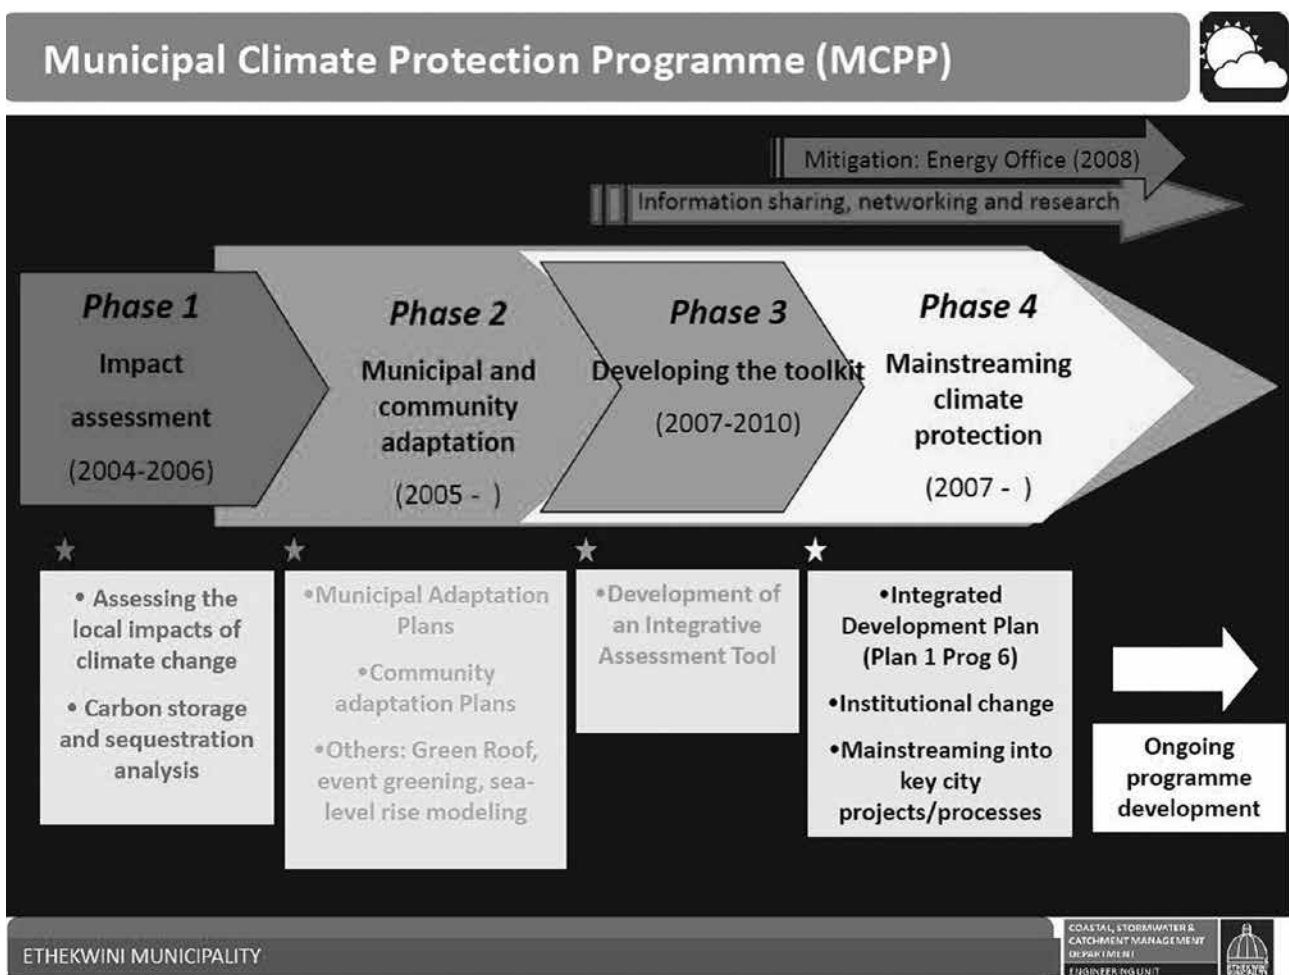 Municipal Climate Protection Programme (MCPP)
Mitigation: Energy Office (2008)
Information sharing, networking and research
Phase 1
Impact
assessment
(2004-2006)
Phase 2
Municipal and
community
adaptation
(2005 -  )
Phase 3
Developing the toolkit
(2007-2010)
Phase 4
Mainstreaming
climate
protection
(2007 -  )
• Assessing the
local impacts of
climate change
• Carbon storage
and sequestration
analysis
•Municipal Adaptation
Plans
•Community
adaptation Plans
•Others: Green Roof,
event greening, sea-
level rise modeling
•Development of
an Integrative
Assessment Tool
•Integrated
Development Plan
(Plan 1 Prog 6)
•Institutional change
•Mainstreaming into
key city
projects/processes
Ongoing
programme
development
ETHEKWINI MUNICIPALITY
COASTAL, STORMWATER &
CATCHMENT MANAGEMENT
DEPARTMENT
ENGINEERING UNIT
ETHEKWINI
MUNICIPALITY